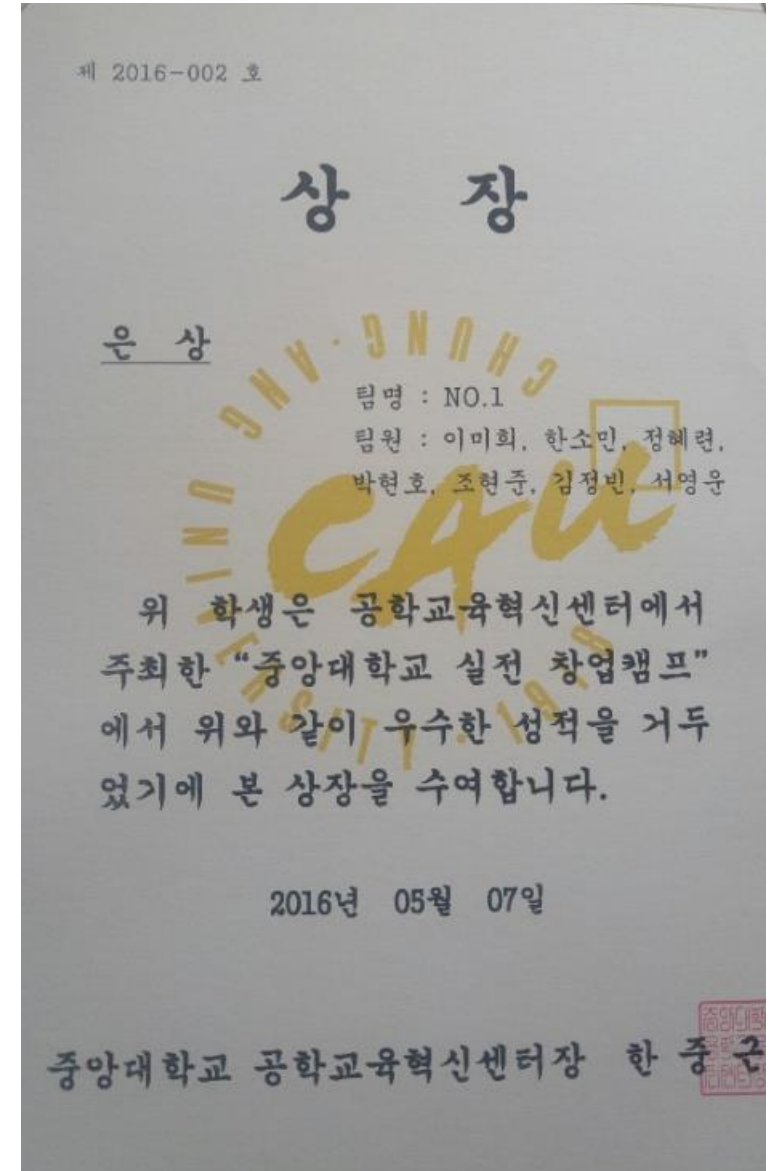 제 2016-002 호
상 장
은 상
팀명 : NO.1
팀원 : 이미희, 한소민, 정혜련,
박현호, 조현준, 김정빈, 서영운
CHUNG·ANG UNIVERSITY·1918
CAU
위 학생은 공학교육혁신센터에서
주최한 “중앙대학교 실전 창업캠프”
에서 위와 같이 우수한 성적을 거두
었기에 본 상장을 수여합니다.
2016년 05월 07일
중앙대학교 공학교육혁신센터장 한 중 근